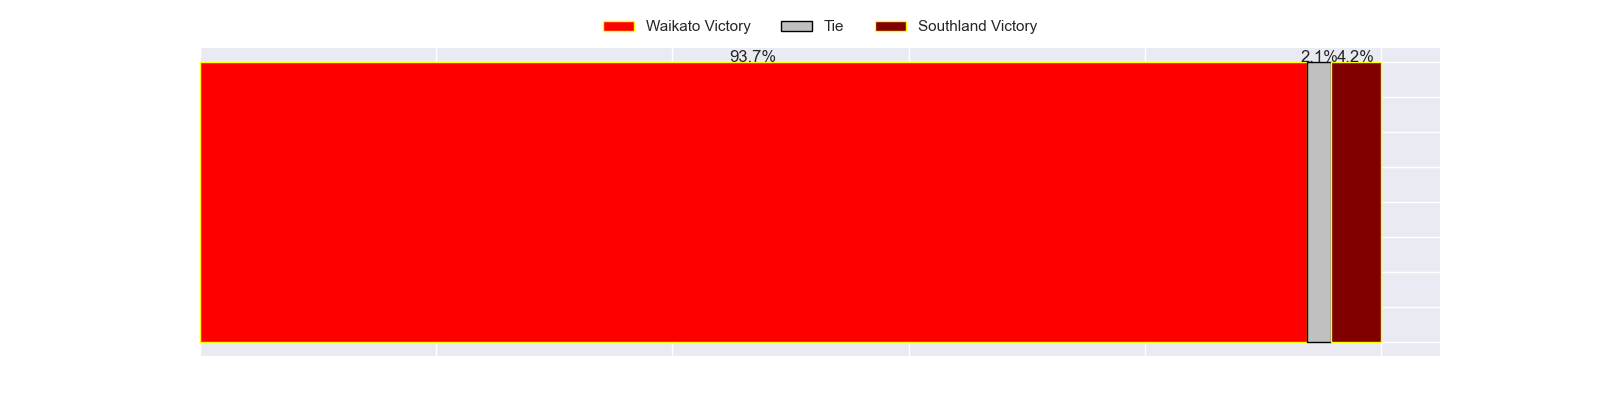 Waikato Victory Tie Southland Victory
93.7% 2.1% 4.2%